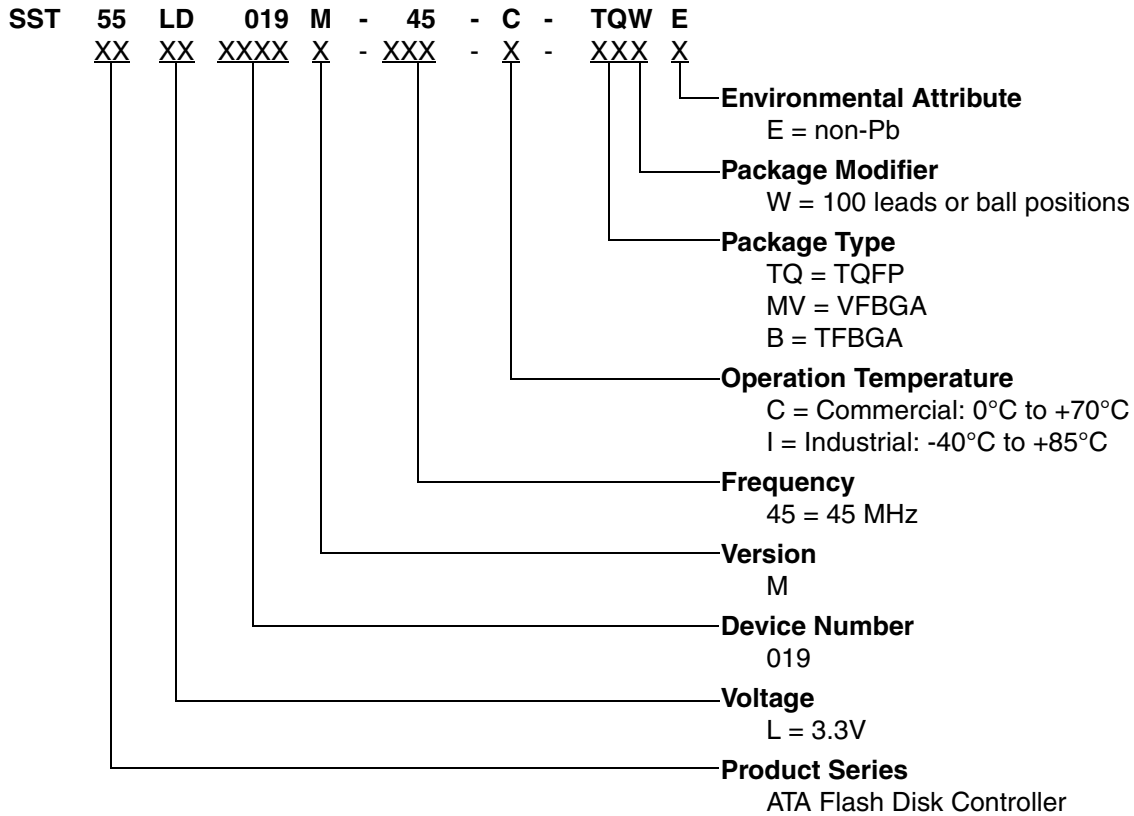 SST 55 LD 019 M - 45 - C - TQW E
XX XX XXXX X - XXX - X - XXX X
Environmental Attribute
E = non-Pb
Package Modifier
W = 100 leads or ball positions
Package Type
TQ = TQFP
MV = VFBGA
B = TFBGA
Operation Temperature
C = Commercial: 0°C to +70°C
I = Industrial: -40°C to +85°C
Frequency
45 = 45 MHz
Version
M
Device Number
019
Voltage
L = 3.3V
Product Series
ATA Flash Disk Controller